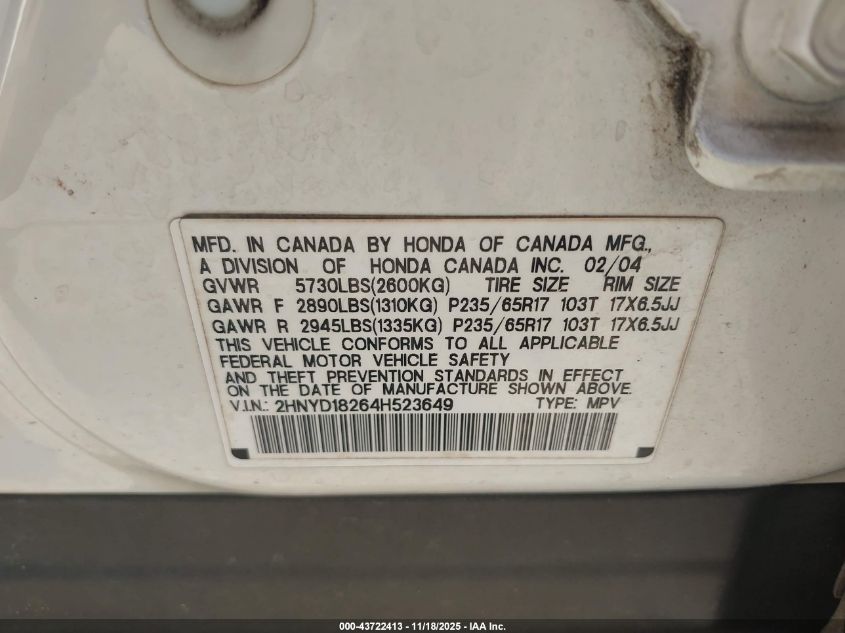 MFD. IN CANADA BY HONDA OF CANADA MFG.,
A DIVISION OF HONDA CANADA INC. 02/04
GVWR 5730LBS(2600KG) TIRE SIZE RIM SIZE
GAWR F 2890LBS(1310KG) P235/65R17 103T 17X6.5JJ
GAWR R 2945LBS(1335KG) P235/65R17 103T 17X6.5JJ
THIS VEHICLE CONFORMS TO ALL APPLICABLE
FEDERAL MOTOR VEHICLE SAFETY
AND THEFT PREVENTION STANDARDS IN EFFECT
ON THE DATE OF MANUFACTURE SHOWN ABOVE.
V.I.N.: 2HNYD18264H523649 TYPE: MPV
000-43722413 - 11/18/2025 - IAA Inc.